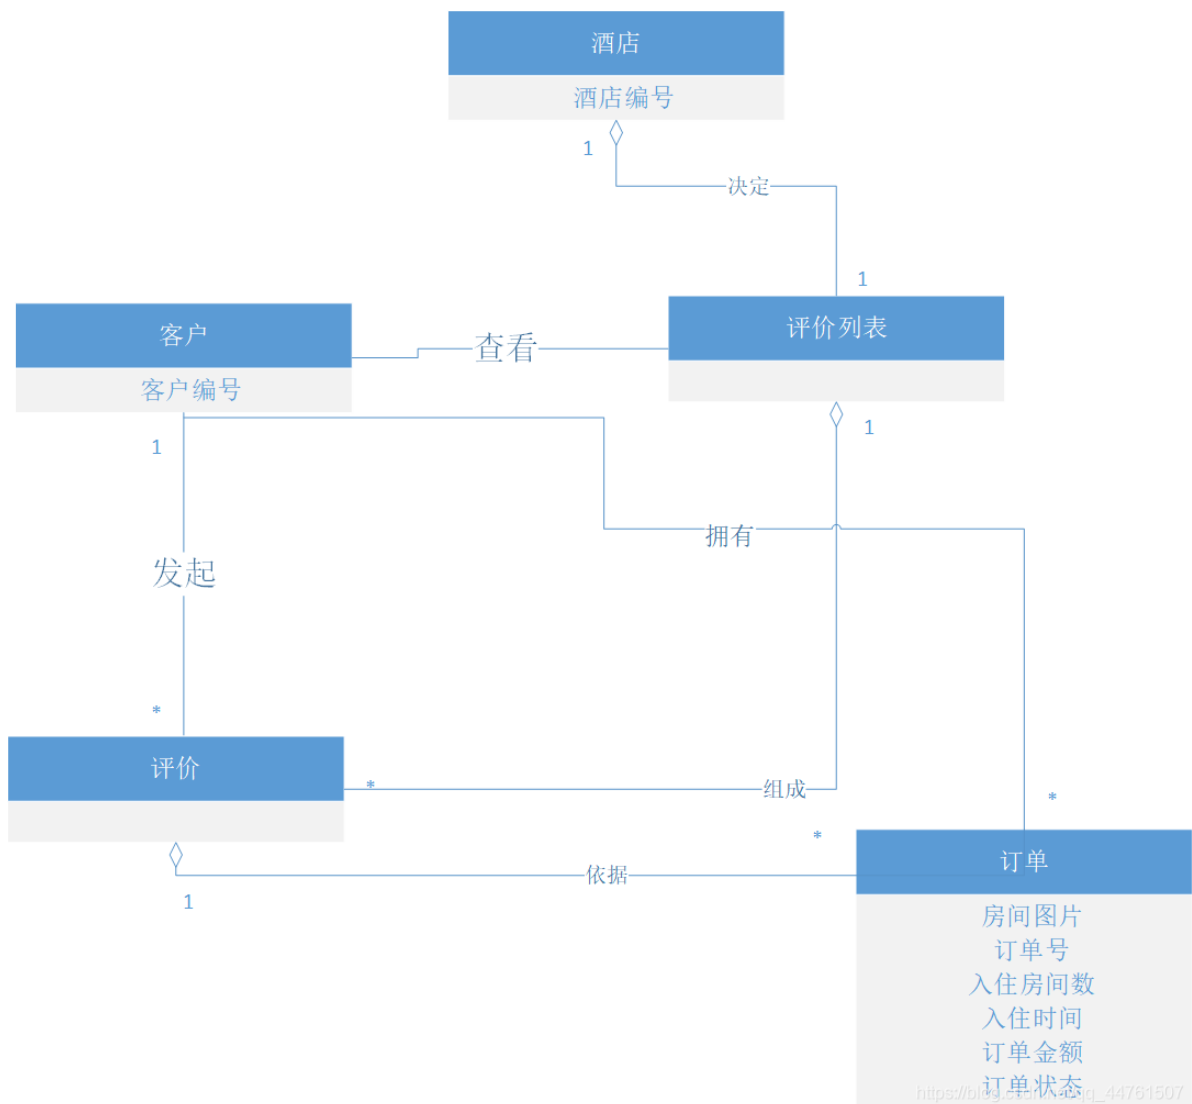 酒店
酒店编号
1
决定
1
客户
客户编号
查看
评价列表
1
1
拥有
发起
*
评价
*
组成
*
*
订单
依据
1
房间图片
订单号
入住房间数
入住时间
订单金额
订单状态